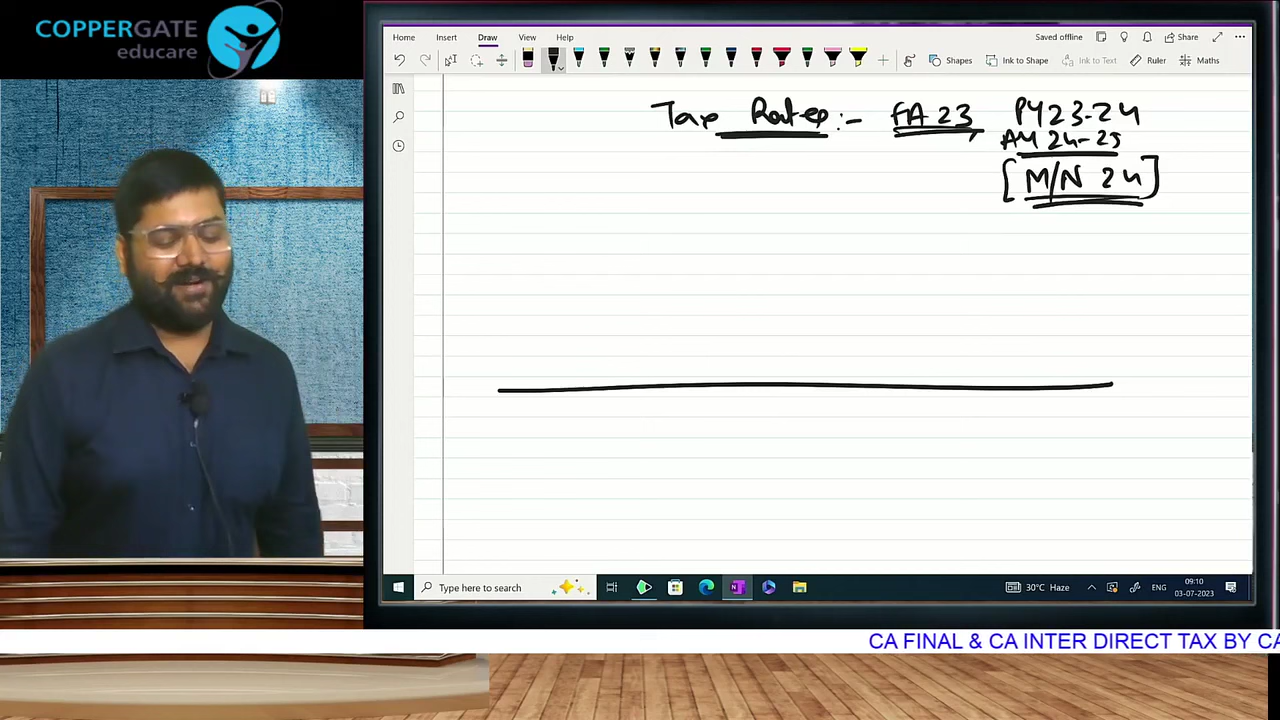 COPPERGATE
educare
Home Insert Draw View Help
Saved offline
Share
Shapes
Ink to Shape
Ink to Text
Ruler
Maths
Tax Rates :- FA 23 PY 23-24
AY 24-25
[M/N 24]
Type here to search
30°C Haze
ENG
09:10
03-07-2023
CA FINAL & CA INTER DIRECT TAX BY CA